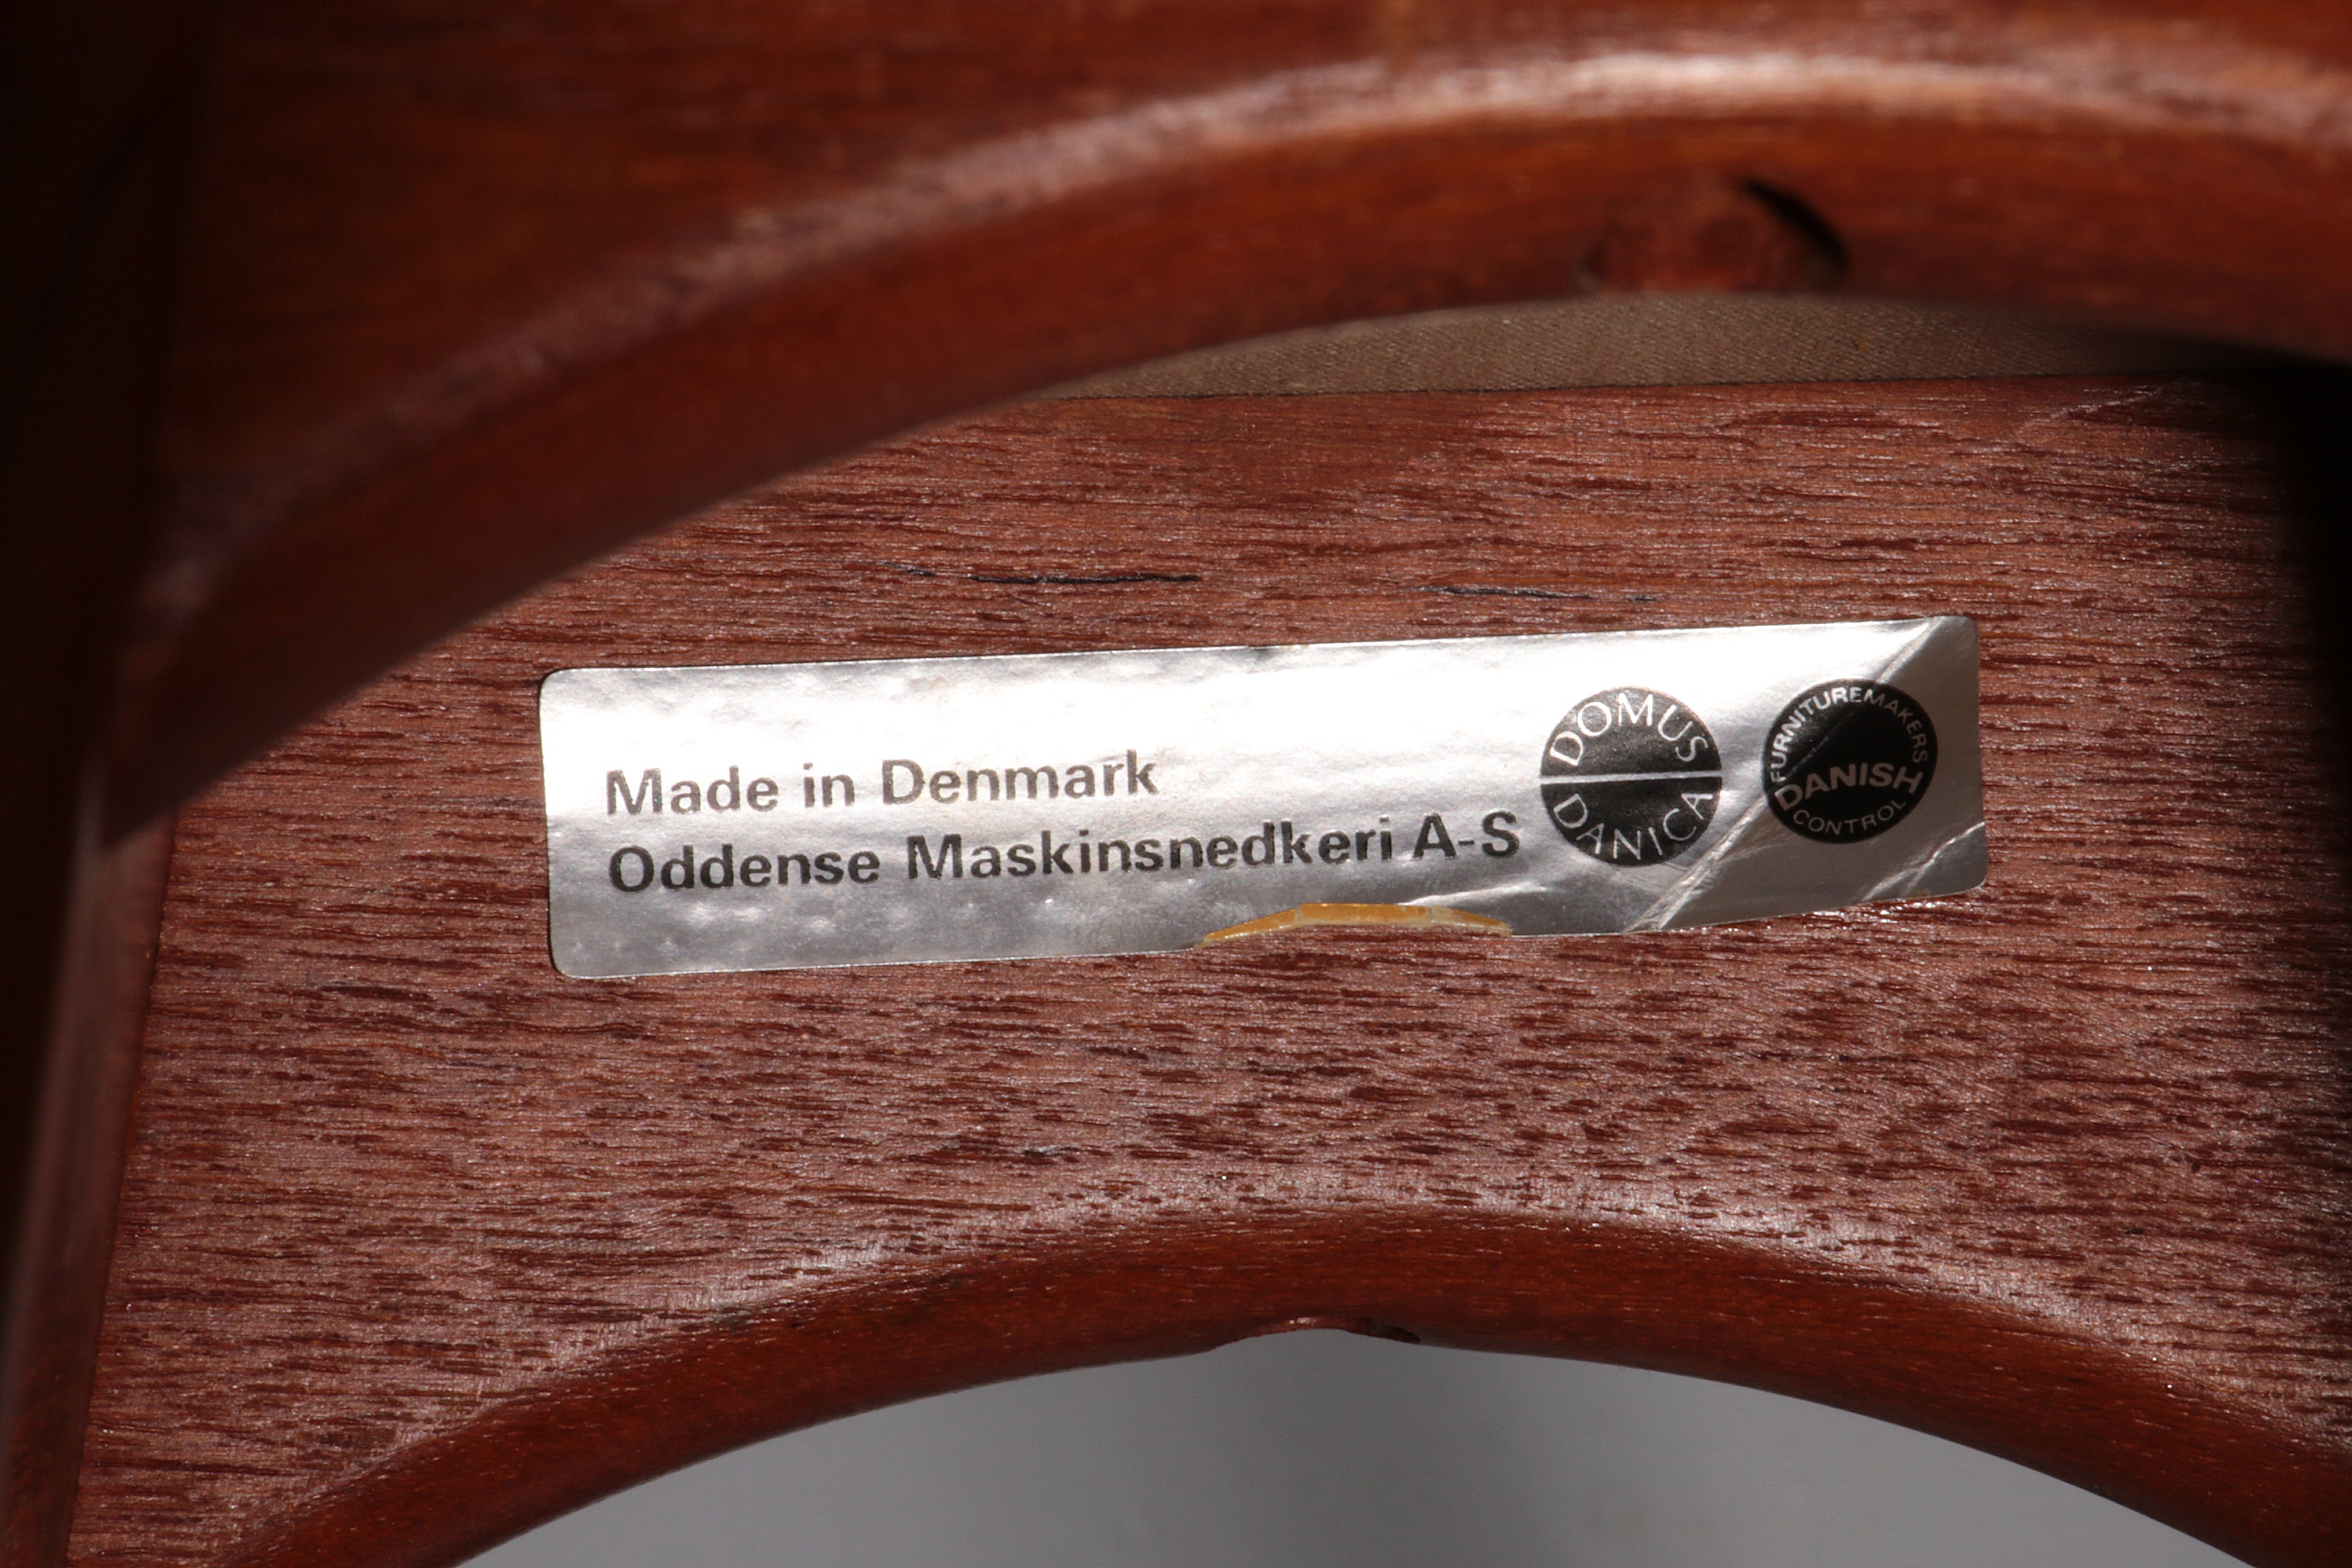 Made in Denmark
Oddense Maskinsnedkeri A-S
DOMUS
DANICA
FURNITUREMAKERS
DANISH
CONTROL